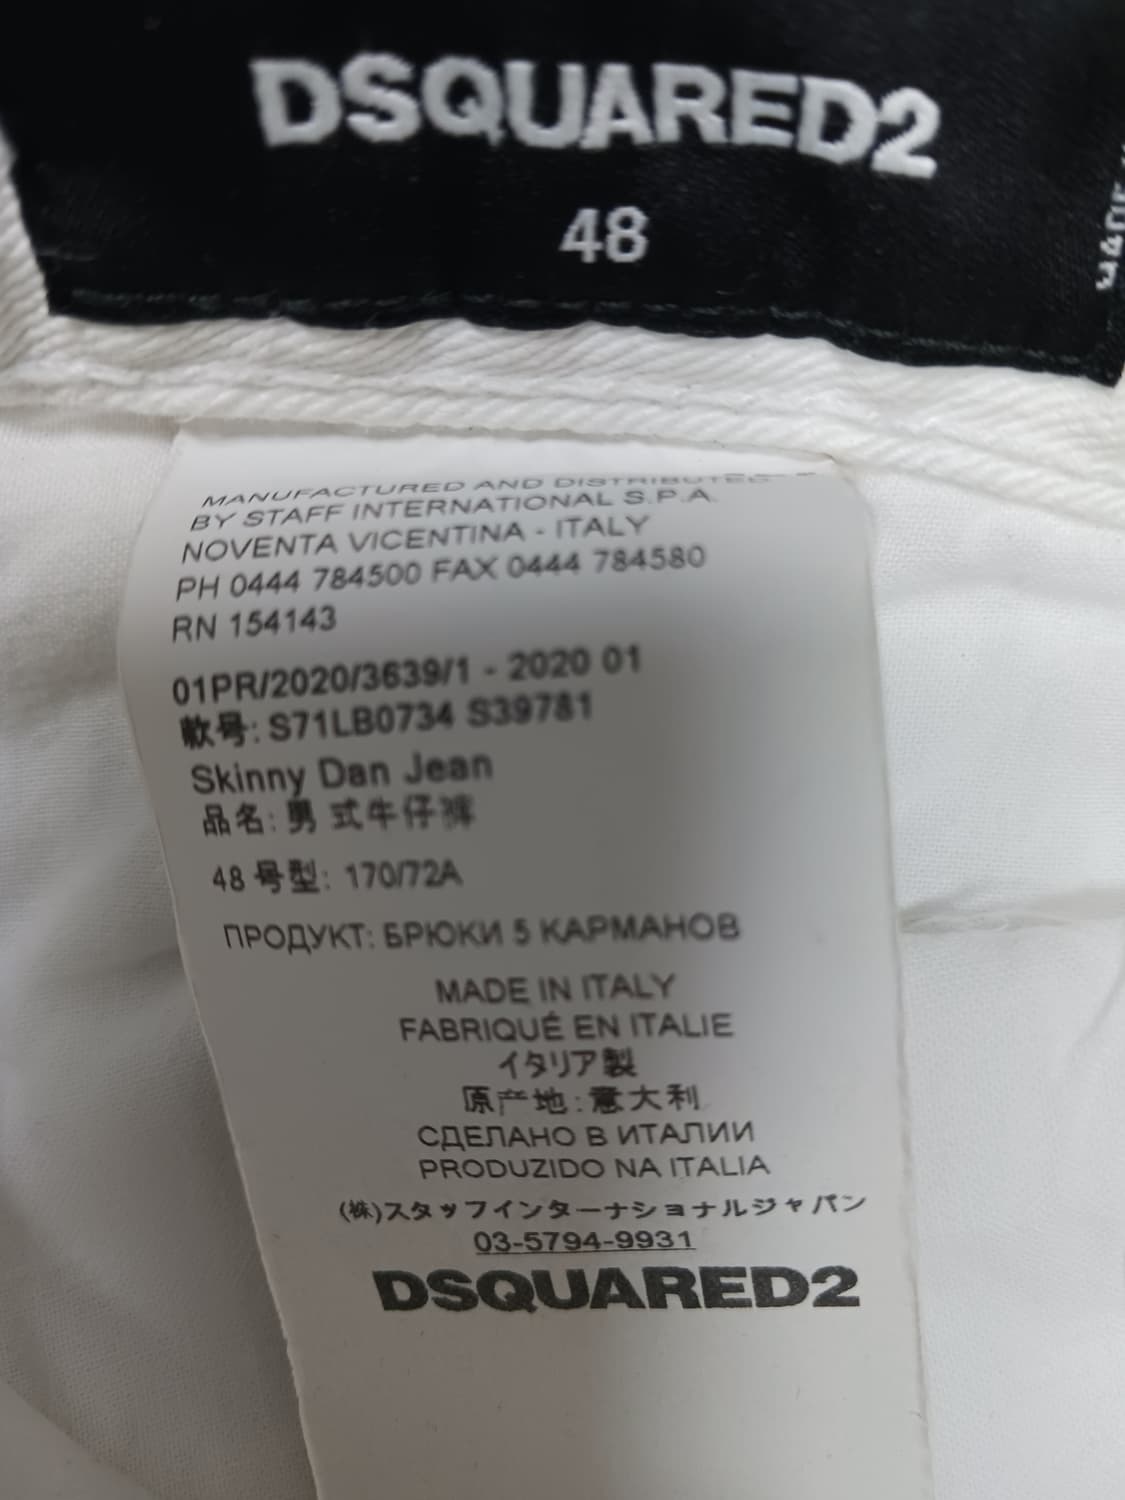 DSQUARED2
48
MANUFACTURED AND DISTRIBUTED
BY STAFF INTERNATIONAL S.P.A.
NOVENTA VICENTINA - ITALY
PH 0444 784500 FAX 0444 784580
RN 154143
01PR/2020/3639/1 - 2020 01
款号: S71LB0734 S39781
Skinny Dan Jean
品名: 男 式牛仔裤
48 号型: 170/72A
ПРОДУКТ: БРЮКИ 5 КАРМАНОВ
MADE IN ITALY
FABRIQUÉ EN ITALIE
イタリア製
原产地:意大利
СДЕЛАНО В ИТАЛИИ
PRODUZIDO NA ITALIA
(株)スタッフインターナショナルジャパン
03-5794-9931
DSQUARED2